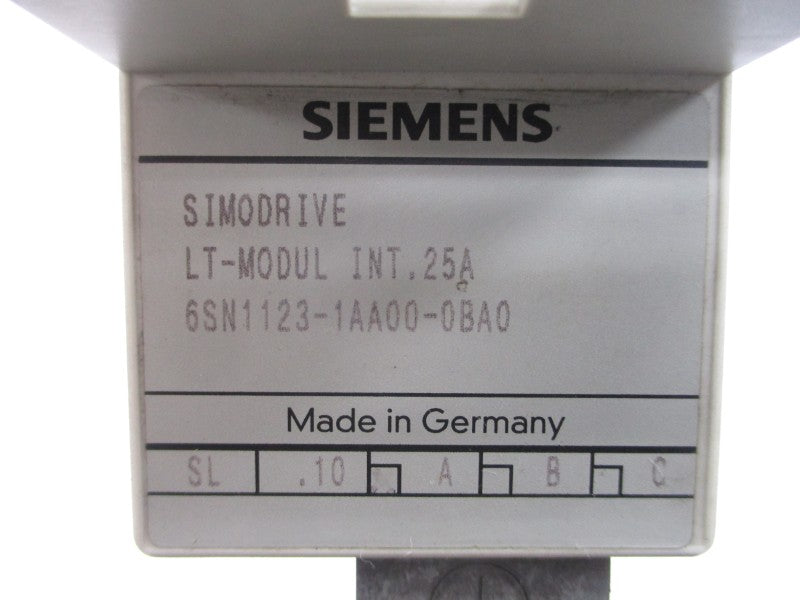 SIEMENS
SIMODRIVE
LT-MODUL INT.25A
6SN1123-1AA00-0BA0
Made in Germany
SL .10 A B C